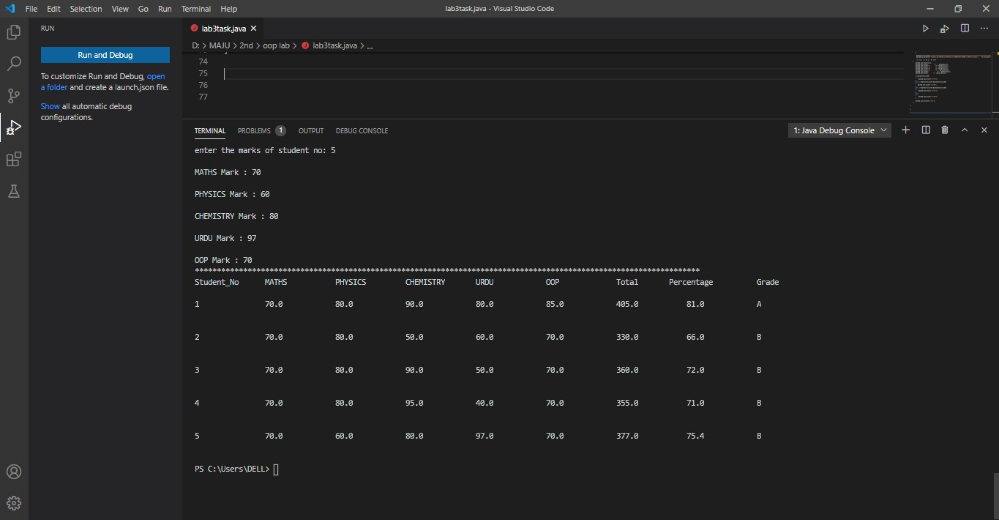 File Edit Selection View Go Run Terminal Help lab3task.java - Visual Studio Code
RUN
Run and Debug
To customize Run and Debug, open
a folder and create a launch.json file.
Show all automatic debug
configurations.
lab3task.java
D: > MAJU > 2nd > oop lab > lab3task.java > ...
74
75
76
77
TERMINAL PROBLEMS 1 OUTPUT DEBUG CONSOLE 1: Java Debug Console
enter the marks of student no: 5
MATHS Mark : 70
PHYSICS Mark : 60
CHEMISTRY Mark : 80
URDU Mark : 97
OOP Mark : 70
*******************************************************************************************************************
Student_No MATHS PHYSICS CHEMISTRY URDU OOP Total Percentage Grade
1 70.0 80.0 90.0 80.0 85.0 405.0 81.0 A
2 70.0 80.0 50.0 60.0 70.0 330.0 66.0 B
3 70.0 80.0 90.0 50.0 70.0 360.0 72.0 B
4 70.0 80.0 95.0 40.0 70.0 355.0 71.0 B
5 70.0 60.0 80.0 97.0 70.0 377.0 75.4 B
PS C:\Users\DELL>